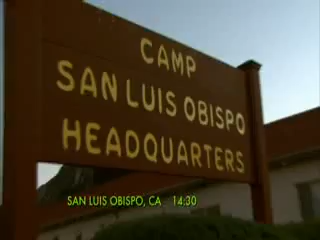 CAMP
SAN LUIS OBISPO
HEADQUARTERS
SAN LUIS OBISPO, CA 14:30